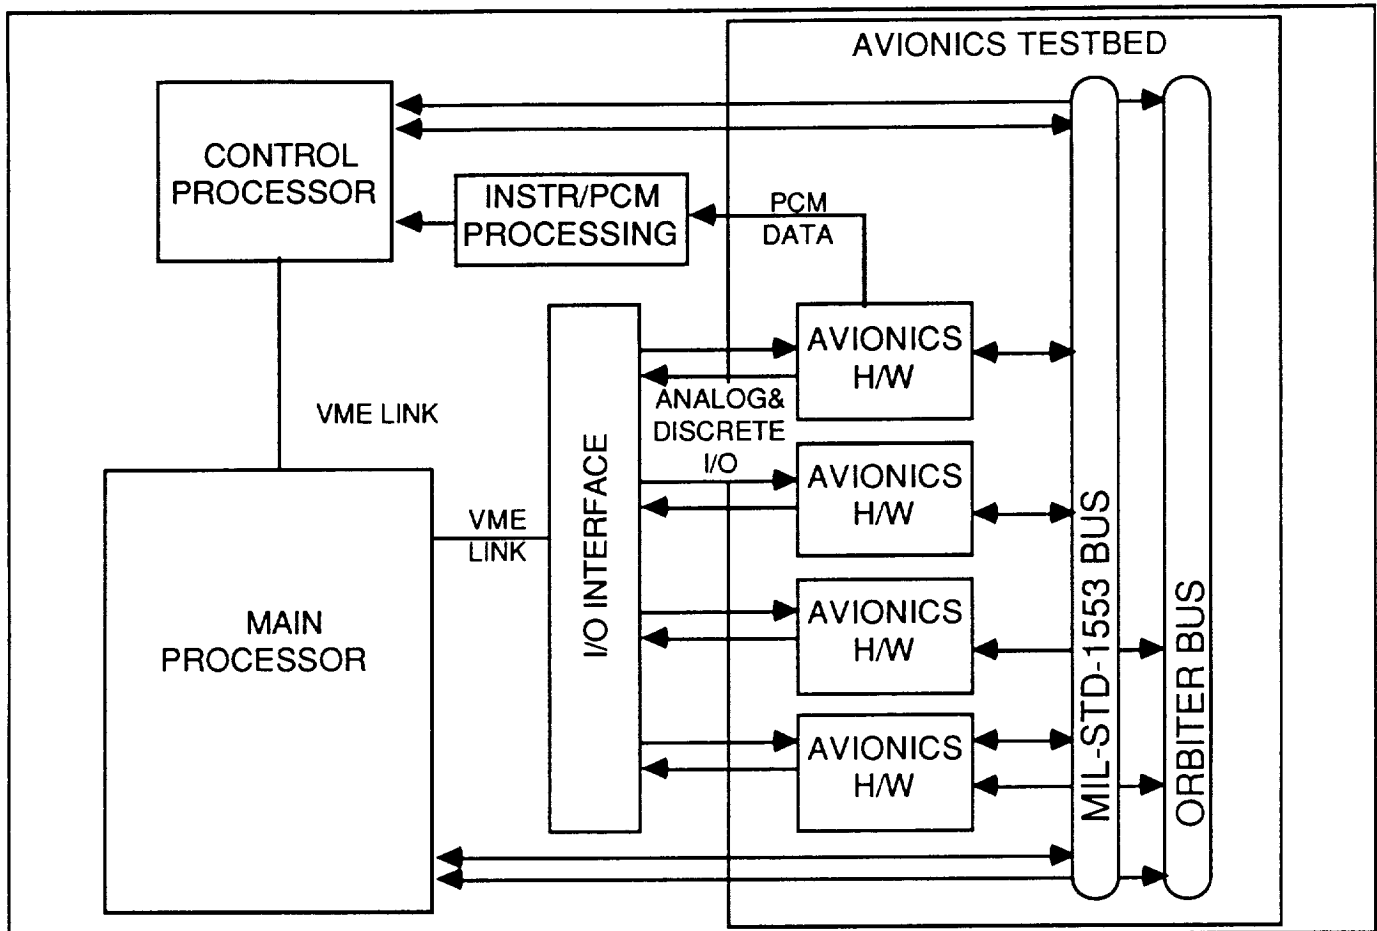 AVIONICS TESTBED
CONTROL
PROCESSOR
INSTR/PCM
PROCESSING
PCM
DATA
AVIONICS
H/W
ANALOG&
DISCRETE
I/O
VME LINK
AVIONICS
H/W
VME
LINK
I/O INTERFACE
MAIN
PROCESSOR
AVIONICS
H/W
AVIONICS
H/W
MIL-STD-1553 BUS
ORBITER BUS